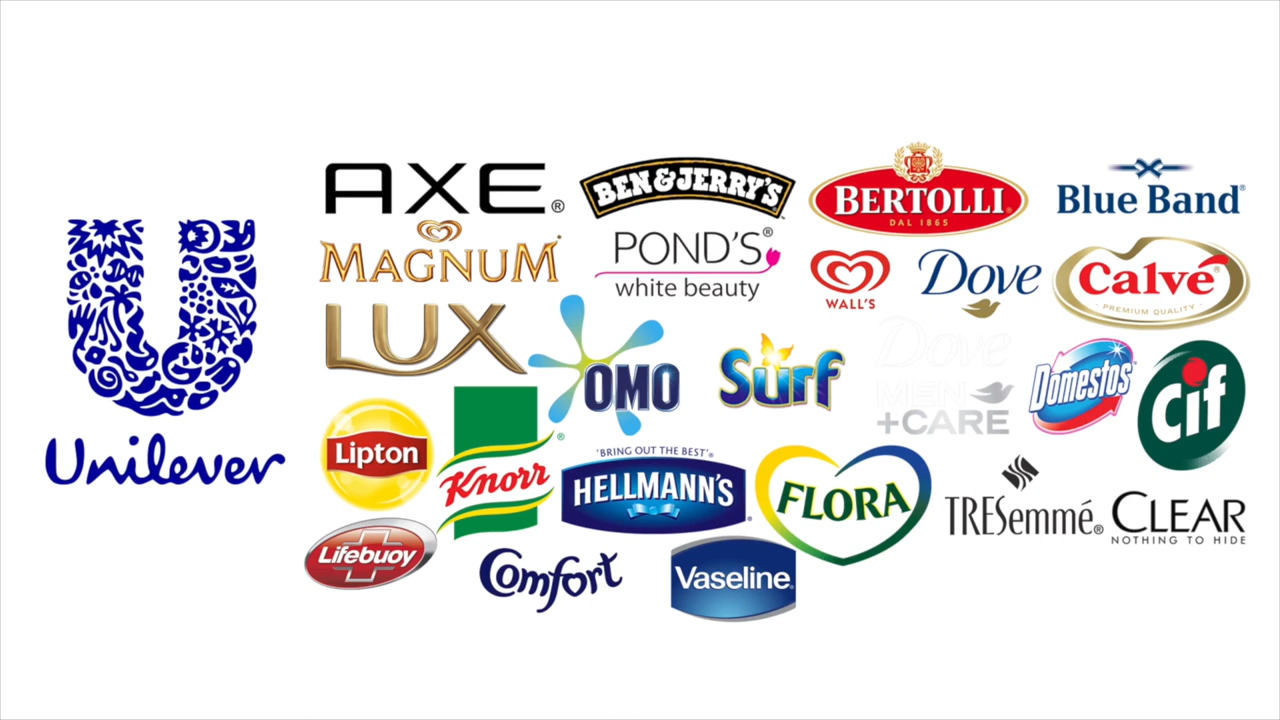 Unilever
AXE®
BEN & JERRY'S
BERTOLLI®
DAL 1865
Blue Band®
MAGNUM
POND'S®
white beauty
WALL'S
Dove
Calvé®
· PREMIUM QUALITY ·
LUX
OMO
Surf
Dove
MEN
+CARE
Domestos
Cif
Lipton
Knorr®
'BRING OUT THE BEST'®
HELLMANN'S®
FLORA
TRESemmé®
CLEAR
NOTHING TO HIDE
Lifebuoy
Comfort
Vaseline®